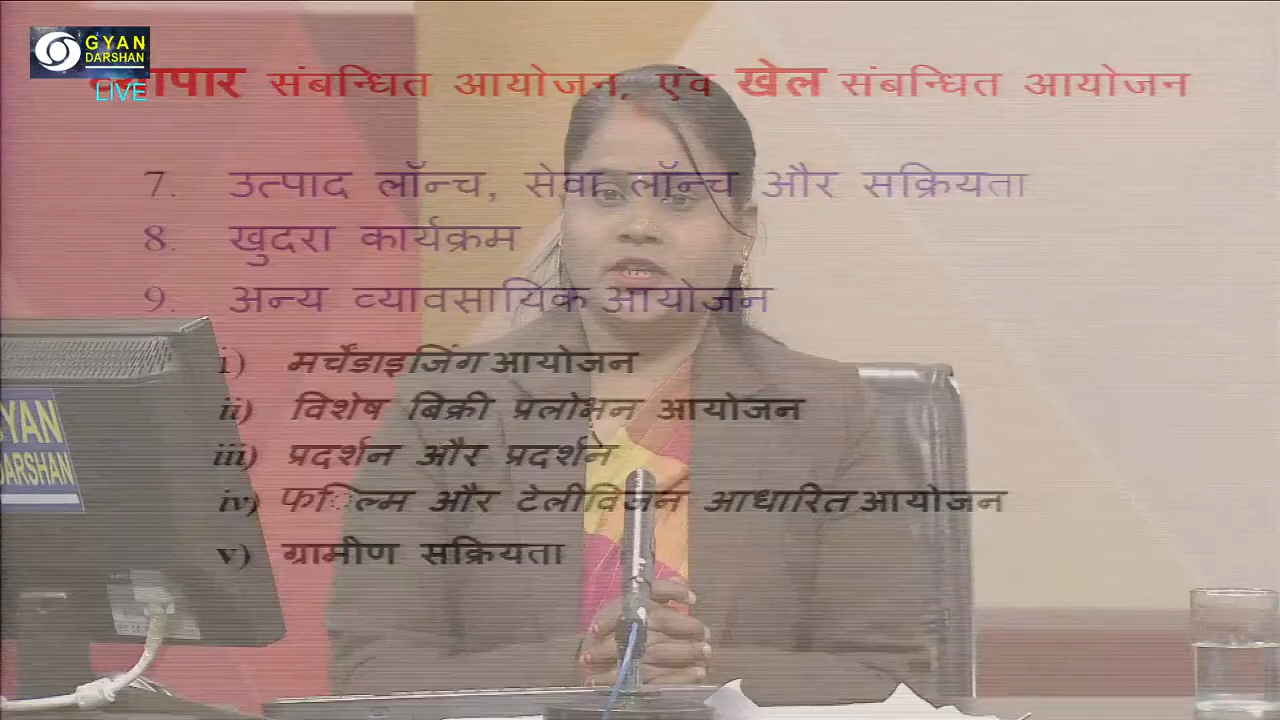 GYAN
DARSHAN
LIVE
व्यापार संबन्धित आयोजन, एंव खेल संबन्धित आयोजन
7. उत्पाद लॉन्च, सेवा लॉन्च और सक्रियता
8. खुदरा कार्यक्रम
9. अन्य व्यावसायिक आयोजन
i) मर्चेंडाइजिंग आयोजन
ii) विशेष बिक्री प्रलोभन आयोजन
iii) प्रदर्शन और प्रदर्शन
iv) फिल्म और टेलीविजन आधारित आयोजन
v) ग्रामीण सक्रियता
GYAN
DARSHAN